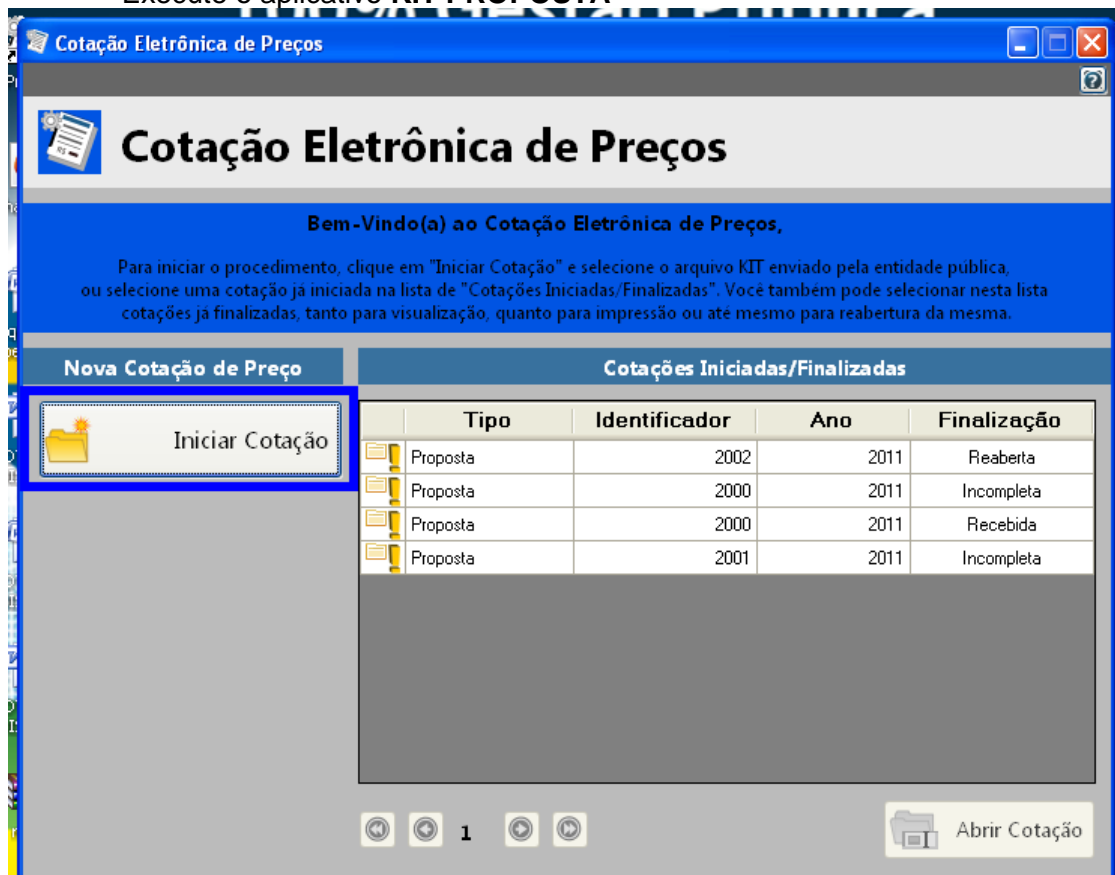 Execute o aplicativo KIT PROPOSTA
Cotação Eletrônica de Preços
Cotação Eletrônica de Preços
Bem-Vindo(a) ao Cotação Eletrônica de Preços,
Para iniciar o procedimento, clique em "Iniciar Cotação" e selecione o arquivo KIT enviado pela entidade pública,
ou selecione uma cotação já iniciada na lista de "Cotações Iniciadas/Finalizadas". Você também pode selecionar nesta lista
cotações já finalizadas, tanto para visualização, quanto para impressão ou até mesmo para reabertura da mesma.
Nova Cotação de Preço
Cotações Iniciadas/Finalizadas
Iniciar Cotação
Tipo Identificador Ano Finalização
Proposta 2002 2011 Reaberta
Proposta 2000 2011 Incompleta
Proposta 2000 2011 Recebida
Proposta 2001 2011 Incompleta
1
Abrir Cotação